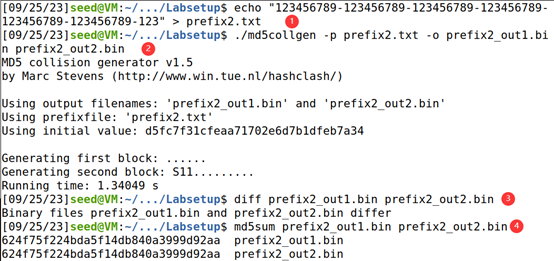 [09/25/23]seed@VM:~/.../Labsetup$ echo "123456789-123456789-123456789-123456789-
123456789-123456789-123" > prefix2.txt 1
[09/25/23]seed@VM:~/.../Labsetup$ ./md5collgen -p prefix2.txt -o prefix2_out1.bi
n prefix2_out2.bin 2
MD5 collision generator v1.5
by Marc Stevens (http://www.win.tue.nl/hashclash/)
Using output filenames: 'prefix2_out1.bin' and 'prefix2_out2.bin'
Using prefixfile: 'prefix2.txt'
Using initial value: d5fc7f31cfeaa71702e6d7b1dfeb7a34
Generating first block: ......
Generating second block: S11.........
Running time: 1.34049 s
[09/25/23]seed@VM:~/.../Labsetup$ diff prefix2_out1.bin prefix2_out2.bin 3
Binary files prefix2_out1.bin and prefix2_out2.bin differ
[09/25/23]seed@VM:~/.../Labsetup$ md5sum prefix2_out1.bin prefix2_out2.bin 4
624f75f224bda5f14db840a3999d92aa  prefix2_out1.bin
624f75f224bda5f14db840a3999d92aa  prefix2_out2.bin